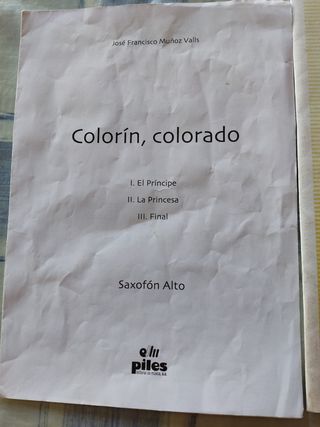 José Francisco Muñoz Valls
Colorín, colorado
I. El Príncipe
II. La Princesa
III. Final
Saxofón Alto
piles